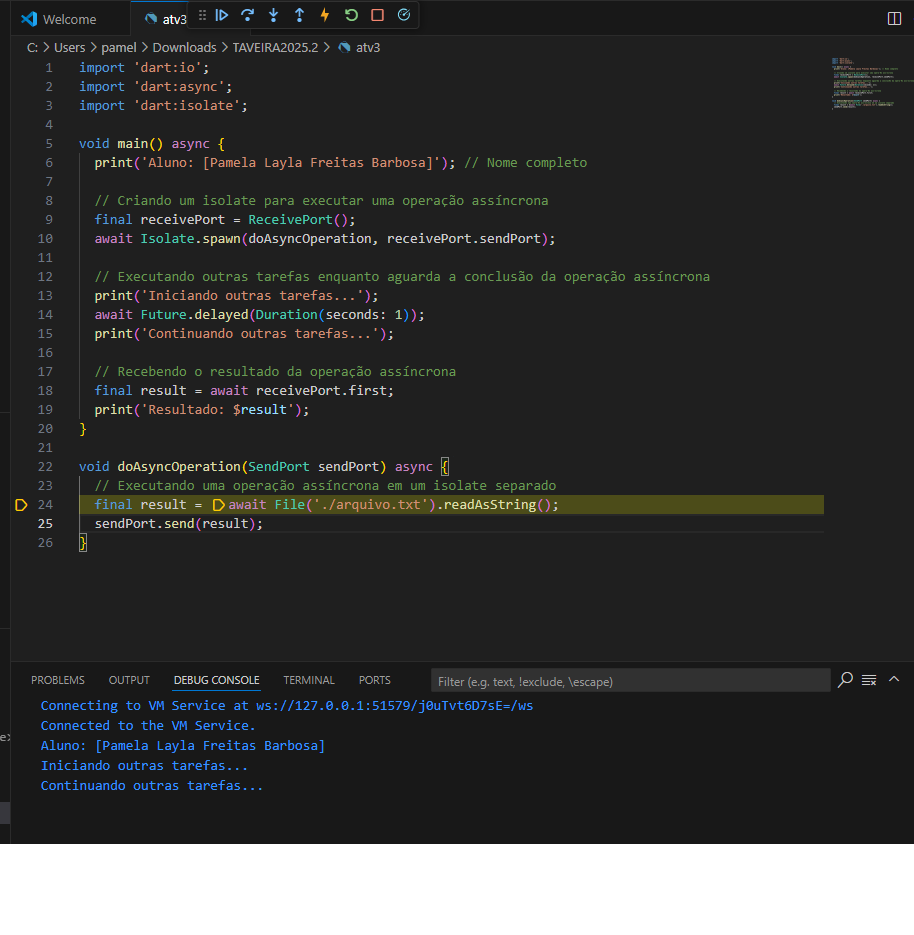 Welcome
atv3
C: > Users > pamel > Downloads > TAVEIRA2025.2 > atv3
1 import 'dart:io';
2 import 'dart:async';
3 import 'dart:isolate';
4
5 void main() async {
6 print('Aluno: [Pamela Layla Freitas Barbosa]'); // Nome completo
7
8 // Criando um isolate para executar uma operação assíncrona
9 final receivePort = ReceivePort();
10 await Isolate.spawn(doAsyncOperation, receivePort.sendPort);
11
12 // Executando outras tarefas enquanto aguarda a conclusão da operação assíncrona
13 print('Iniciando outras tarefas...');
14 await Future.delayed(Duration(seconds: 1));
15 print('Continuando outras tarefas...');
16
17 // Recebendo o resultado da operação assíncrona
18 final result = await receivePort.first;
19 print('Resultado: $result');
20 }
21
22 void doAsyncOperation(SendPort sendPort) async {
23 // Executando uma operação assíncrona em um isolate separado
24 final result = await File('./arquivo.txt').readAsString();
25 sendPort.send(result);
26 }
PROBLEMS OUTPUT DEBUG CONSOLE TERMINAL PORTS Filter (e.g. text, !exclude, \escape)
Connecting to VM Service at ws://127.0.0.1:51579/j0uTvt6D7sE=/ws
Connected to the VM Service.
Aluno: [Pamela Layla Freitas Barbosa]
Iniciando outras tarefas...
Continuando outras tarefas...